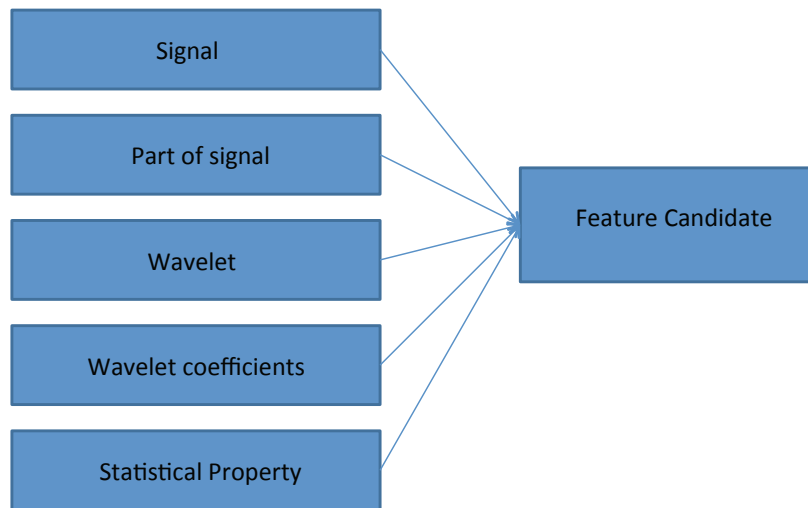 Signal
Part of signal
Wavelet
Wavelet coefficients
Statistical Property
Feature Candidate